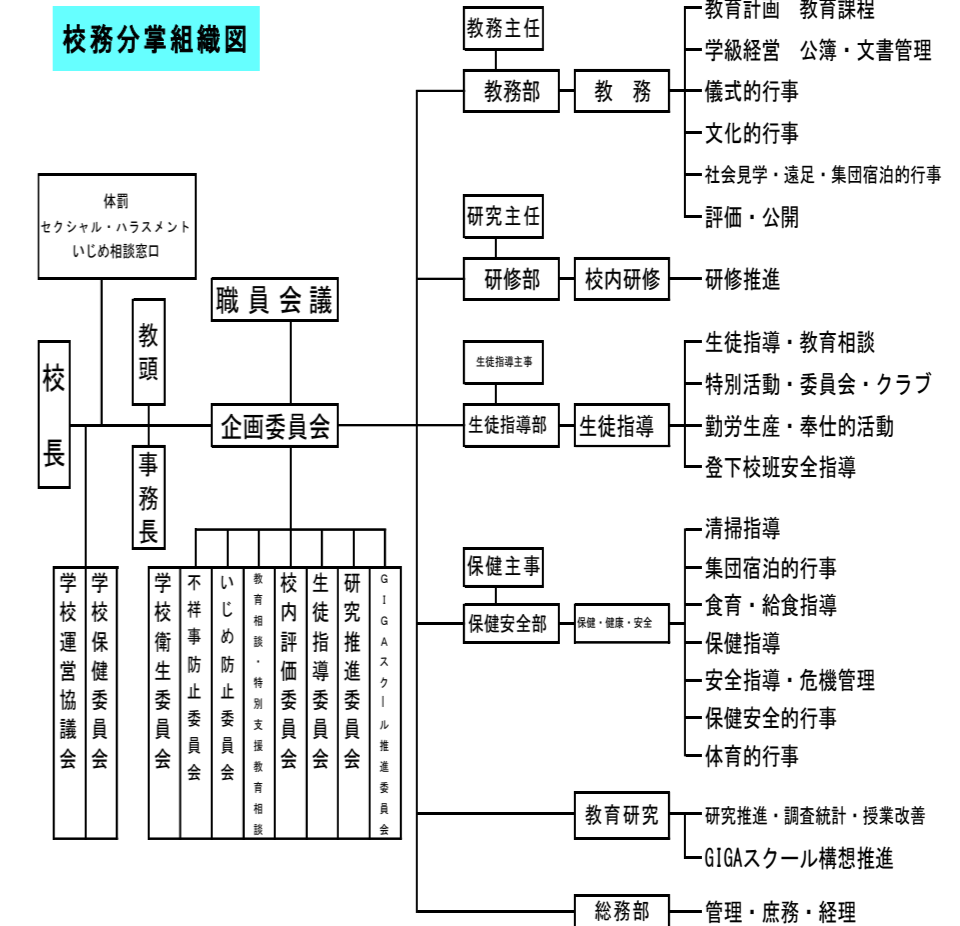 校務分掌組織図
体罰
セクシャル・ハラスメント
いじめ相談窓口
校長
教頭
事務長
職員会議
企画委員会
学校運営協議会
学校保健委員会
学校衛生委員会
不祥事防止委員会
いじめ防止委員会
教育相談・特別支援教育相談
校内評価委員会
生徒指導委員会
研究推進委員会
GIGAスクール推進委員会
教務主任
教務部
教　務
教育計画　教育課程
学級経営　公簿・文書管理
儀式的行事
文化的行事
社会見学・遠足・集団宿泊的行事
評価・公開
研究主任
研修部
校内研修
研修推進
生徒指導主事
生徒指導部
生徒指導
生徒指導・教育相談
特別活動・委員会・クラブ
勤労生産・奉仕的活動
登下校班安全指導
保健主事
保健安全部
保健・健康・安全
清掃指導
集団宿泊的行事
食育・給食指導
保健指導
安全指導・危機管理
保健安全的行事
体育的行事
教育研究
研究推進・調査統計・授業改善
GIGAスクール構想推進
総務部
管理・庶務・経理